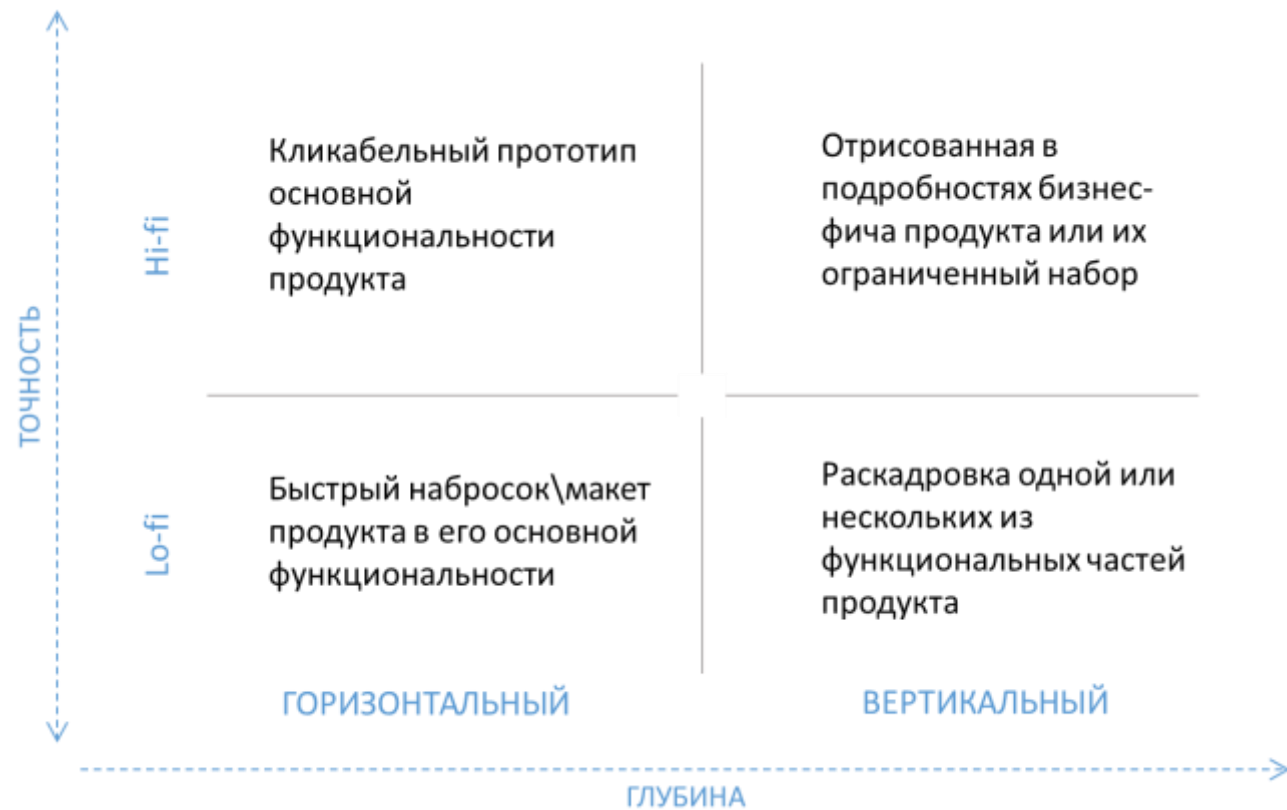 ТОЧНОСТЬ
Hi-fi
Кликабельный прототип
основной
функциональности
продукта
Отрисованная в
подробностях бизнес-
фича продукта или их
ограниченный набор
Lo-fi
Быстрый набросок\макет
продукта в его основной
функциональности
Раскадровка одной или
нескольких из
функциональных частей
продукта
ГОРИЗОНТАЛЬНЫЙ
ВЕРТИКАЛЬНЫЙ
ГЛУБИНА